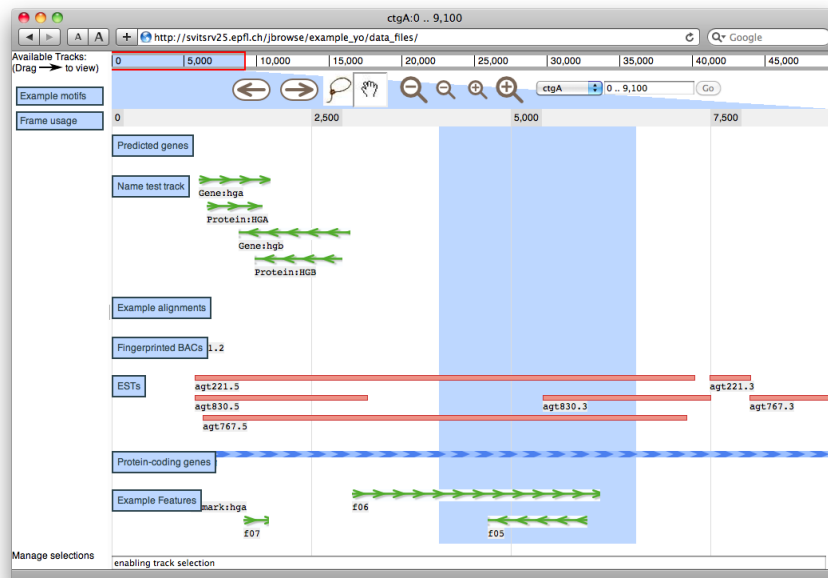 ctgA:0 .. 9,100
A A + http://svitsrv25.epfl.ch/jbrowse/example_yo/data_files/ Google
Available Tracks:
(Drag to view)
0 5,000 10,000 15,000 20,000 25,000 30,000 35,000 40,000 45,000
Example motifs
ctgA 0 .. 9,100 Go
Frame usage
0 2,500 5,000 7,500
Predicted genes
Name test track
Gene:hga
Protein:HGA
Gene:hgb
Protein:HGB
Example alignments
Fingerprinted BACs 1.2
ESTs
agt221.5 agt221.3
agt830.5 agt830.3 agt767.3
agt767.5
Protein-coding genes
Example Features mark:hga f06
f07 f05
Manage selections
enabling track selection